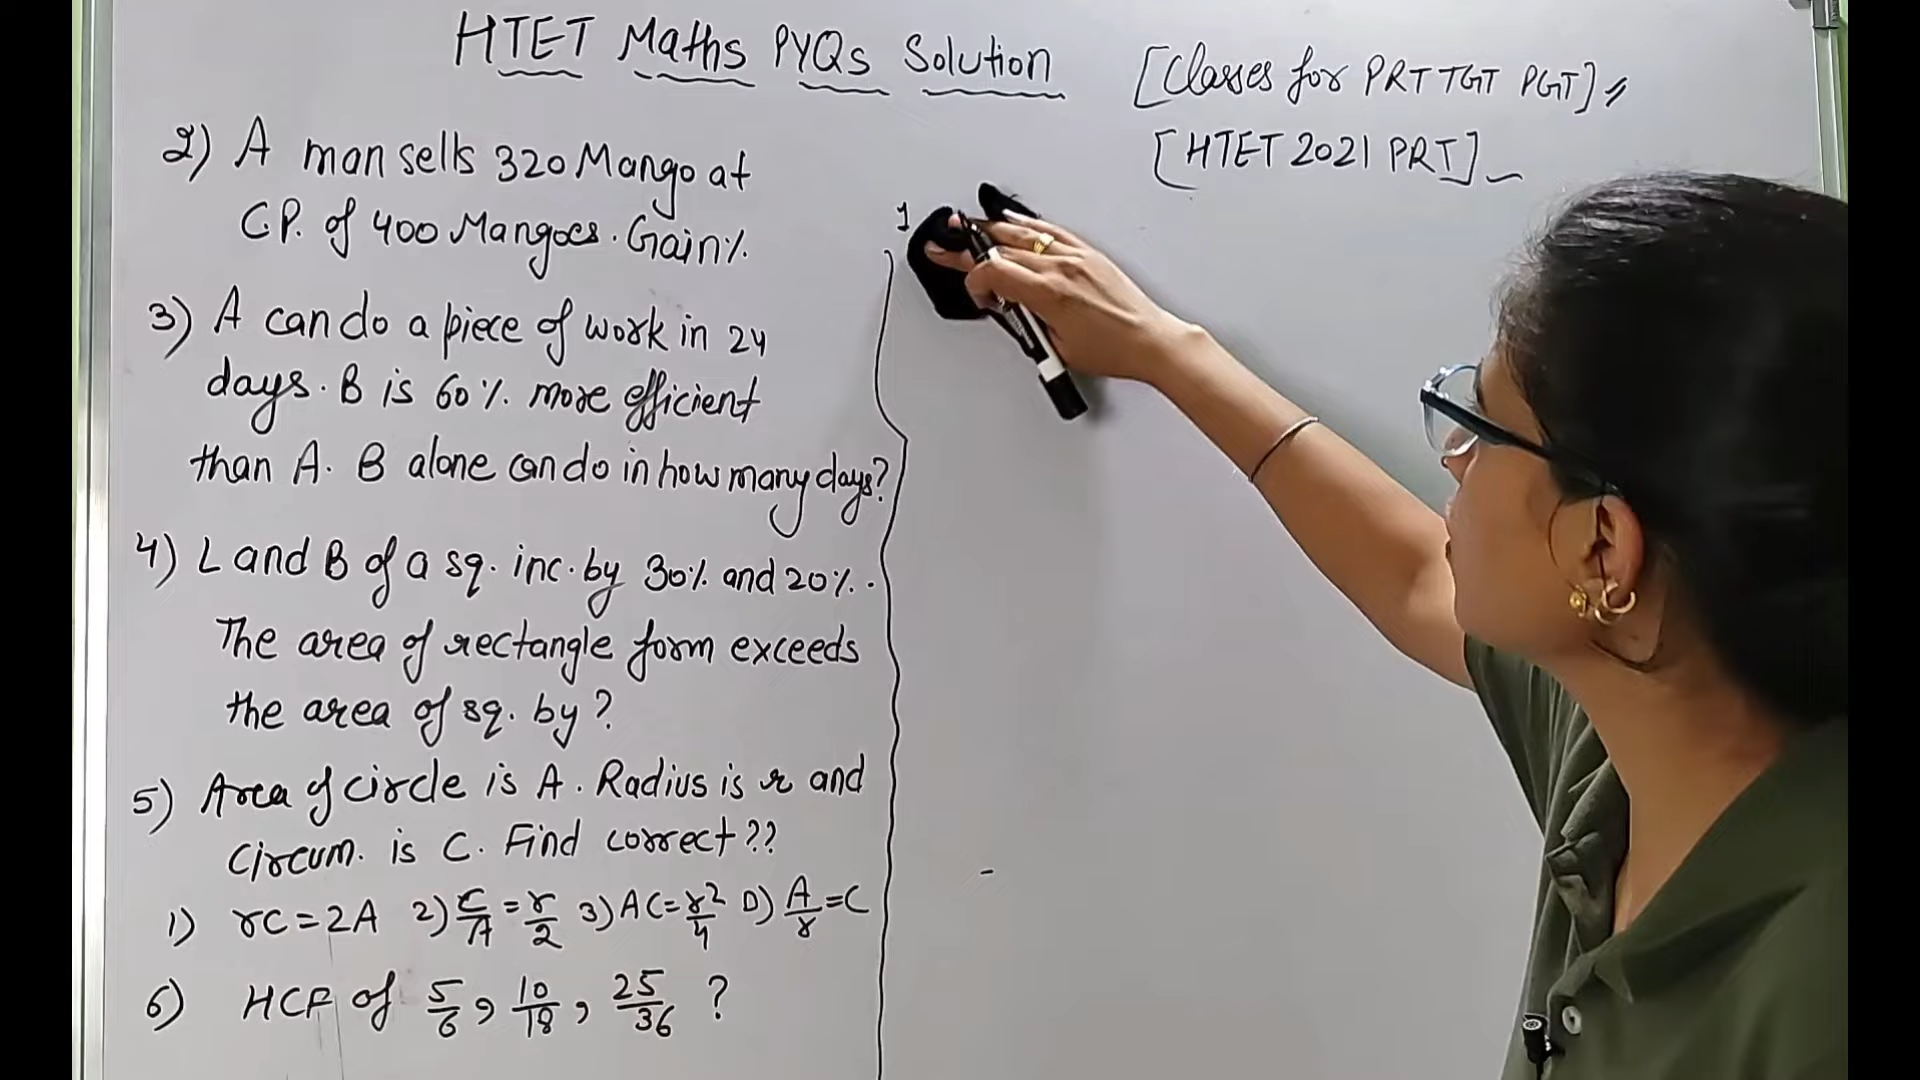 HTET Maths PYQs Solution
[Classes for PRT TGT PGT]
[HTET 2021 PRT]
2) A man sells 320 Mango at
C.P. of 400 Mangoes. Gain%
3) A can do a piece of work in 24
days. B is 60% more efficient
than A. B alone can do in how many days?
4) L and B of a sq. inc. by 30% and 20%.
The area of rectangle form exceeds
the area of sq. by?
5) Area of circle is A. Radius is r and
Circum. is C. Find correct??
1) rC = 2A 2) C/A = r/2 3) AC = r²/4 D) A/r = C
6) HCF of 5/6, 10/18, 25/36 ?
1